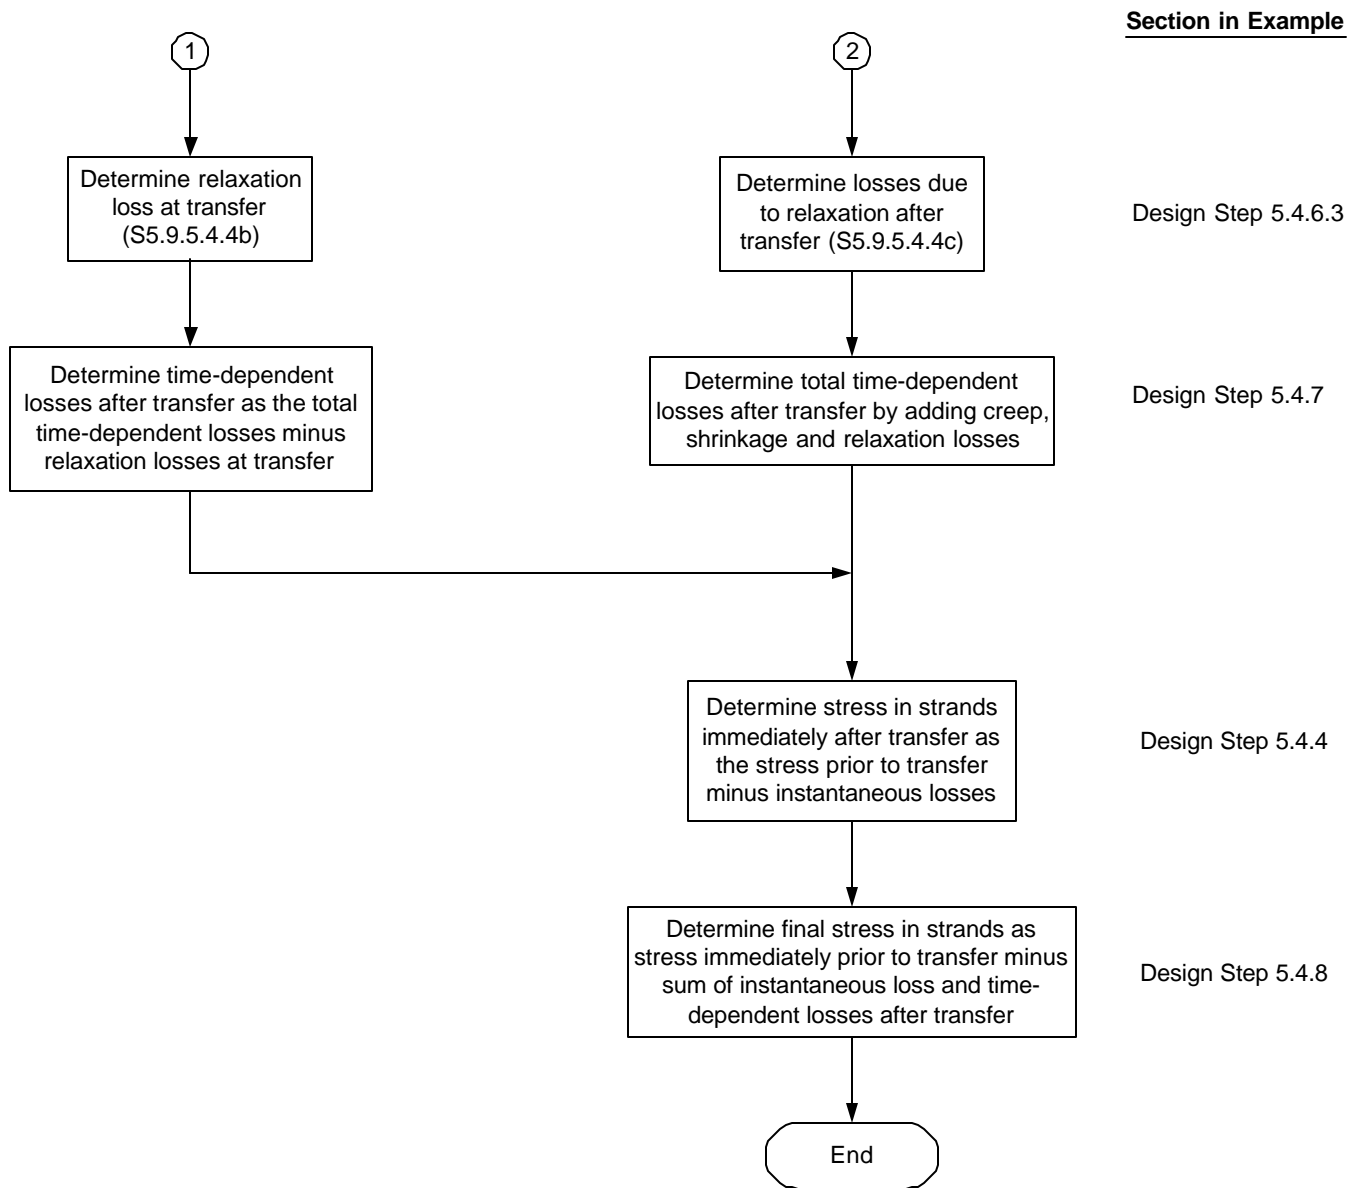 Section in Example
1
2
Determine relaxation
loss at transfer
(S5.9.5.4.4b)
Determine losses due
to relaxation after
transfer (S5.9.5.4.4c)
Design Step 5.4.6.3
Determine time-dependent
losses after transfer as the total
time-dependent losses minus
relaxation losses at transfer
Determine total time-dependent
losses after transfer by adding creep,
shrinkage and relaxation losses
Design Step 5.4.7
Determine stress in strands
immediately after transfer as
the stress prior to transfer
minus instantaneous losses
Design Step 5.4.4
Determine final stress in strands as
stress immediately prior to transfer minus
sum of instantaneous loss and time-
dependent losses after transfer
Design Step 5.4.8
End